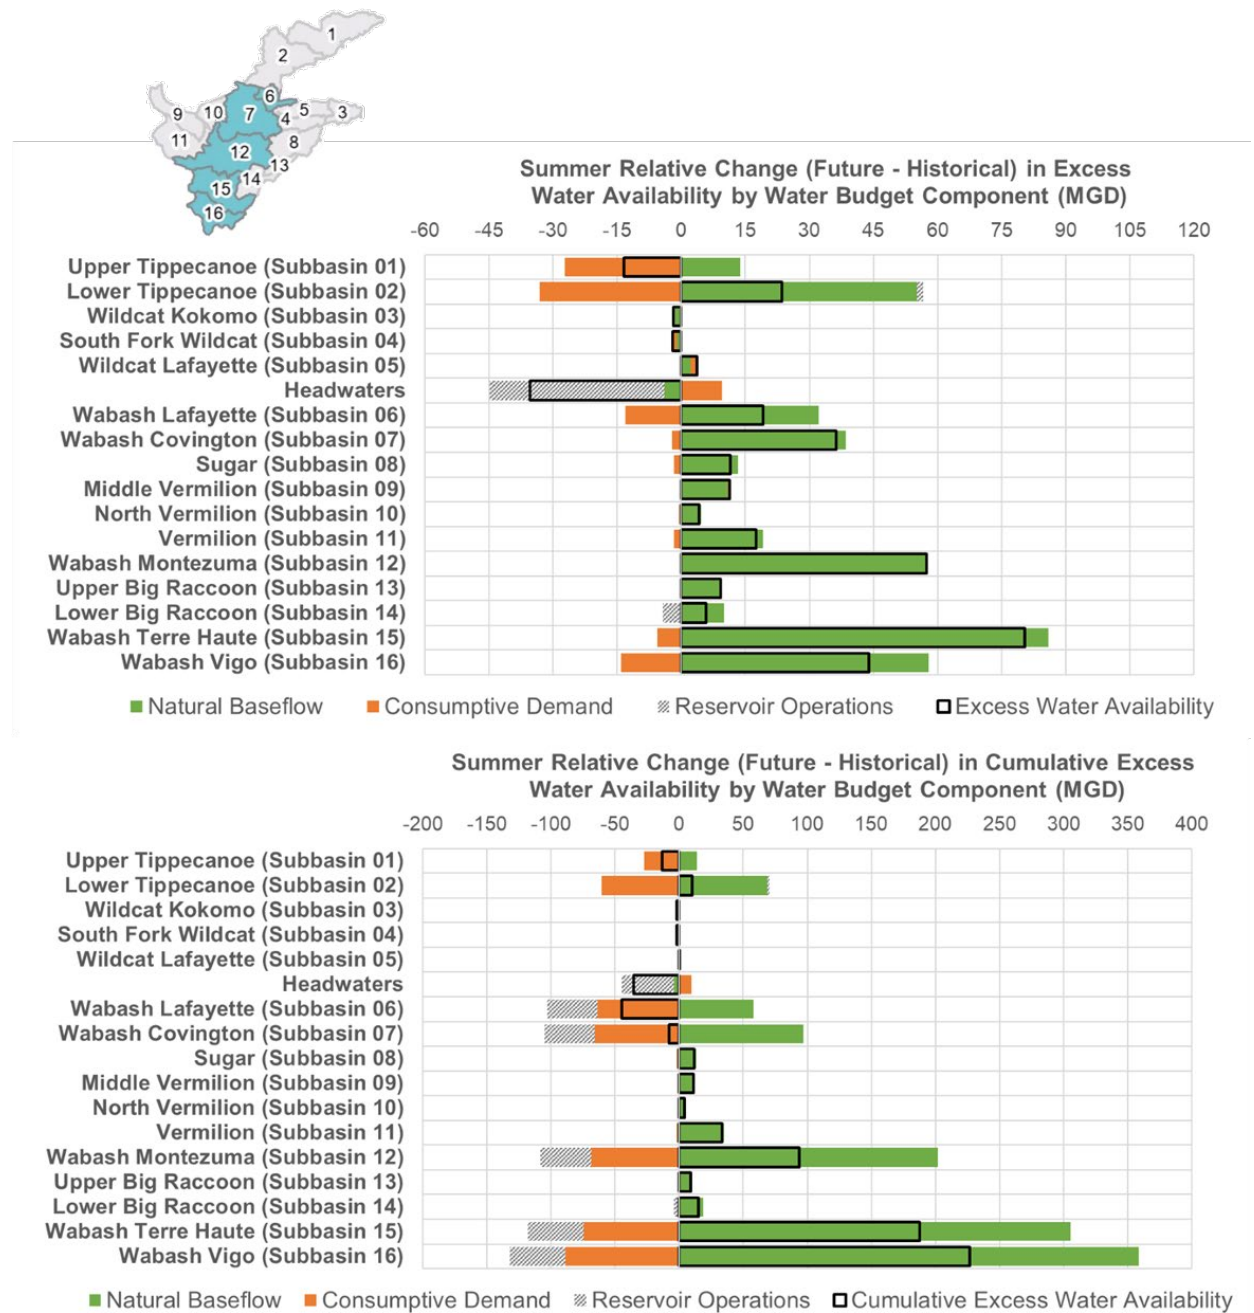 1
2
6
9
10
7
5
3
4
11
8
12
13
14
15
16
Summer Relative Change (Future - Historical) in Excess
Water Availability by Water Budget Component (MGD)
-60 -45 -30 -15 0 15 30 45 60 75 90 105 120
Upper Tippecanoe (Subbasin 01)
Lower Tippecanoe (Subbasin 02)
Wildcat Kokomo (Subbasin 03)
South Fork Wildcat (Subbasin 04)
Wildcat Lafayette (Subbasin 05)
Headwaters
Wabash Lafayette (Subbasin 06)
Wabash Covington (Subbasin 07)
Sugar (Subbasin 08)
Middle Vermilion (Subbasin 09)
North Vermilion (Subbasin 10)
Vermilion (Subbasin 11)
Wabash Montezuma (Subbasin 12)
Upper Big Raccoon (Subbasin 13)
Lower Big Raccoon (Subbasin 14)
Wabash Terre Haute (Subbasin 15)
Wabash Vigo (Subbasin 16)
Natural Baseflow Consumptive Demand Reservoir Operations Excess Water Availability
Summer Relative Change (Future - Historical) in Cumulative Excess
Water Availability by Water Budget Component (MGD)
-200 -150 -100 -50 0 50 100 150 200 250 300 350 400
Upper Tippecanoe (Subbasin 01)
Lower Tippecanoe (Subbasin 02)
Wildcat Kokomo (Subbasin 03)
South Fork Wildcat (Subbasin 04)
Wildcat Lafayette (Subbasin 05)
Headwaters
Wabash Lafayette (Subbasin 06)
Wabash Covington (Subbasin 07)
Sugar (Subbasin 08)
Middle Vermilion (Subbasin 09)
North Vermilion (Subbasin 10)
Vermilion (Subbasin 11)
Wabash Montezuma (Subbasin 12)
Upper Big Raccoon (Subbasin 13)
Lower Big Raccoon (Subbasin 14)
Wabash Terre Haute (Subbasin 15)
Wabash Vigo (Subbasin 16)
Natural Baseflow Consumptive Demand Reservoir Operations Cumulative Excess Water Availability